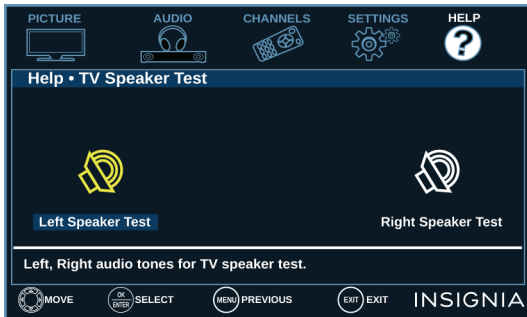 PICTURE AUDIO CHANNELS SETTINGS HELP
?
Help • TV Speaker Test
Left Speaker Test Right Speaker Test
Left, Right audio tones for TV speaker test.
MOVE OK ENTER SELECT MENU PREVIOUS EXIT EXIT INSIGNIA